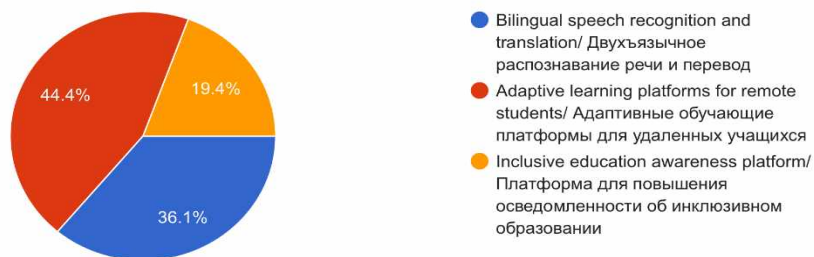 44.4%
19.4%
36.1%
Bilingual speech recognition and
translation/ Двухъязычное
распознавание речи и перевод
Adaptive learning platforms for remote
students/ Адаптивные обучающие
платформы для удаленных учащихся
Inclusive education awareness platform/
Платформа для повышения
осведомленности об инклюзивном
образовании